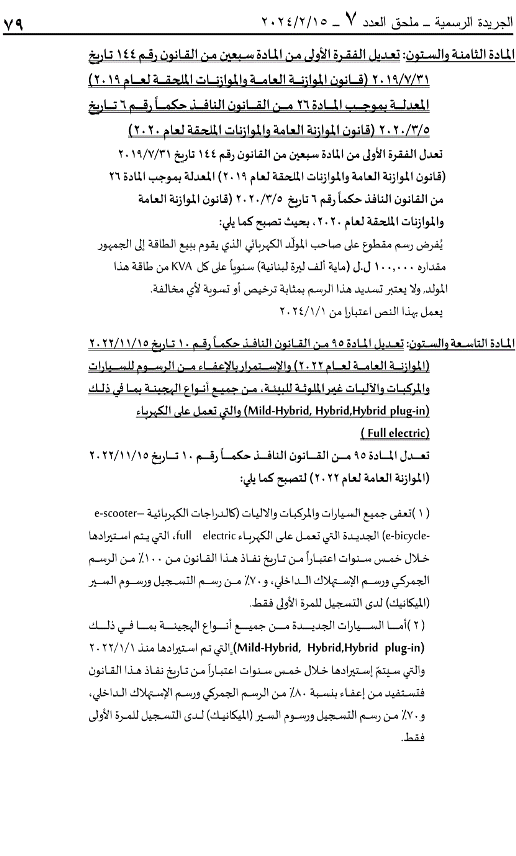 الجريدة الرسمية – ملحق العدد ٧ – ٢٠٢٤/٢/١٥
٧٩
المادة الثامنة والستون: تعديل الفقرة الأولى من المادة سبعين من القانون رقم ١٤٤ تاريخ
٢٠١٩/٧/٣١ (قانون الموازنة العامة والموازنات الملحقة لعام ٢٠١٩)
المعدلة بموجب المادة ٢٦ من القانون النافذ حكماً رقم ٦ تاريخ
٢٠٢٠/٣/٥ (قانون الموازنة العامة والموازنات الملحقة لعام ٢٠٢٠)
تعدل الفقرة الأولى من المادة سبعين من القانون رقم ١٤٤ تاريخ ٢٠١٩/٧/٣١
(قانون الموازنة العامة والموازنات الملحقة لعام ٢٠١٩) المعدلة بموجب المادة ٢٦
من القانون النافذ حكماً رقم ٦ تاريخ ٢٠٢٠/٣/٥ (قانون الموازنة العامة
والموازنات الملحقة لعام ٢٠٢٠، بحيث تصبح كما يلي:
يُفرض رسم مقطوع على صاحب المولّد الكهربائي الذي يقوم ببيع الطاقة إلى الجمهور
مقداره ١٠٠,٠٠٠ ل.ل (ماية ألف ليرة لبنانية) سنوياً على كل KVA من طاقة هذا
المولد. ولا يعتبر تسديد هذا الرسم بمثابة ترخيص أو تسوية لأي مخالفة.
يعمل بهذا النص اعتبارا من ٢٠٢٤/١/١
المادة التاسعة والستون: تعديل المادة ٩٥ من القانون النافذ حكماً رقم ١٠ تاريخ ٢٠٢٢/١١/١٥
(الموازنة العامة لعام ٢٠٢٢) والإستمرار بالإعفاء من الرسوم للسيارات
والمركبات والآليات غير الملوثة للبيئة، من جميع أنواع الهجينة بما في ذلك
(Mild-Hybrid, Hybrid,Hybrid plug-in) والتي تعمل على الكهرباء
(Full electric )
تعدل المادة ٩٥ من القانون النافذ حكماً رقم ١٠ تاريخ ٢٠٢٢/١١/١٥
(الموازنة العامة لعام ٢٠٢٢) لتصبح كما يلي:
(١) تعفى جميع السيارات والمركبات والاليات (كالدراجات الكهربائية –e-scooter
-e-bicycle) الجديدة التي تعمل على الكهرباء full electric، التي يتم استيرادها
خلال خمس سنوات اعتباراً من تاريخ نفاذ هذا القانون من ١٠٠٪ من الرسم
الجمركي ورسم الإستهلاك الداخلي، و٧٠٪ من رسم التسجيل ورسوم السير
(الميكانيك) لدى التسجيل للمرة الأولى فقط.
(٢) أما السيارات الجديدة من جميع أنواع الهجينة بما في ذلك
(Mild-Hybrid, Hybrid,Hybrid plug-in) إلتي تم استيرادها منذ ٢٠٢٢/١/١
والتي سيتمّ إستيرادها خلال خمس سنوات اعتباراً من تاريخ نفاذ هذا القانون
فتستفيد من إعفاء بنسبة ٨٠٪ من الرسم الجمركي ورسم الإستهلاك الداخلي،
و٧٠٪ من رسم التسجيل ورسوم السير (الميكانيك) لدى التسجيل للمرة الأولى
فقط.